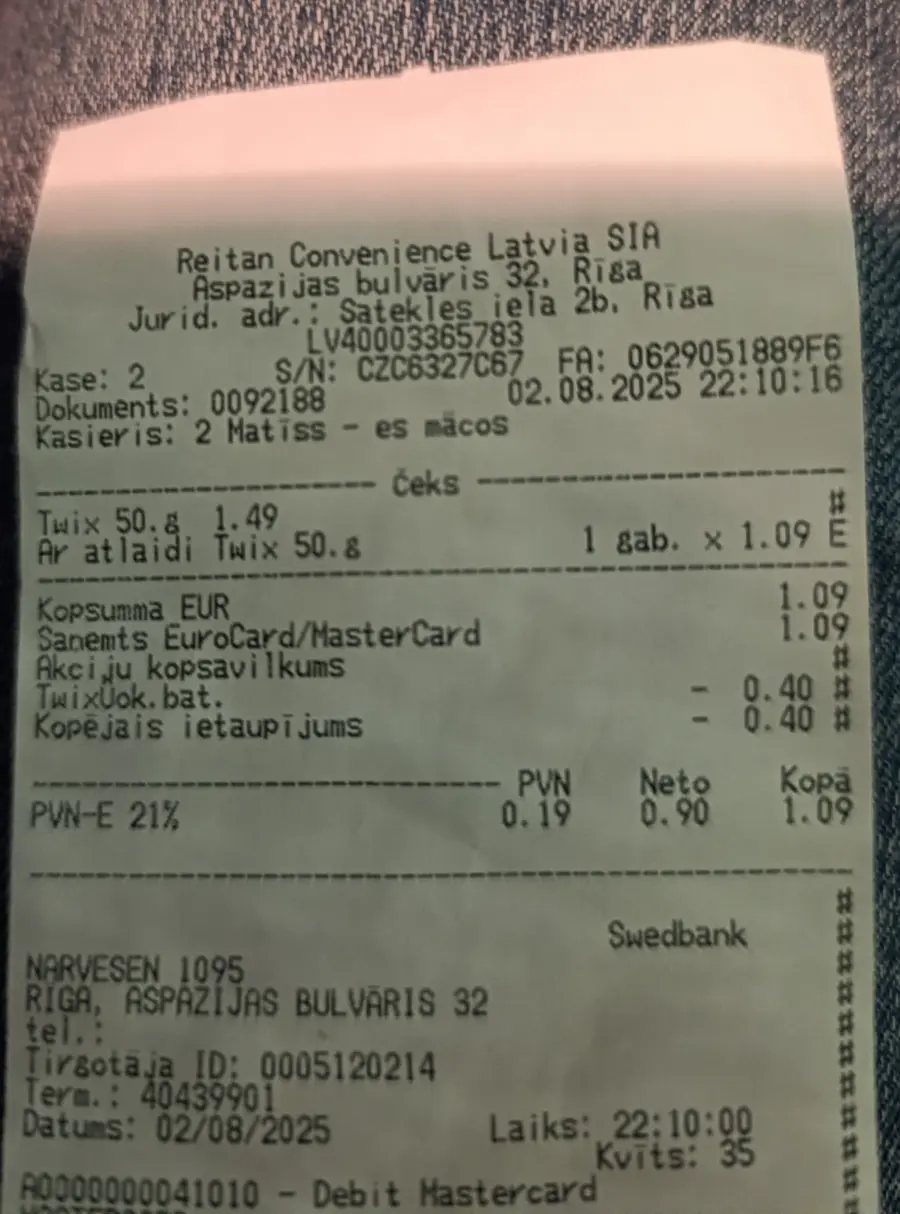 Reitan Convenience Latvia SIA
Aspazijas bulvāris 32, Rīga
Jurid. adr.: Satekles iela 2b, Rīga
LV40003365783
Kase: 2 S/N: CZC6327C67 FA: 0629051889F6
Dokuments: 0092188 02.08.2025 22:10:16
Kasieris: 2 Matīss - es mācos
Čeks
#
Twix 50.g 1.49
Ar atlaidi Twix 50.g 1 gab. x 1.09 E
Kopsumma EUR 1.09
Saņemts EuroCard/MasterCard 1.09
Akciju kopsavilkums #
TwixUok.bat. - 0.40 #
Kopējais ietaupījums - 0.40 #
PVN Neto Kopā
PVN-E 21% 0.19 0.90 1.09
Swedbank
NARVESEN 1095
RIGA, ASPAZIJAS BULVĀRIS 32
tel.:
Tirgotāja ID: 0005120214
Term.: 40439901
Datums: 02/08/2025 Laiks: 22:10:00
Kvīts: 35
A0000000041010 - Debit Mastercard